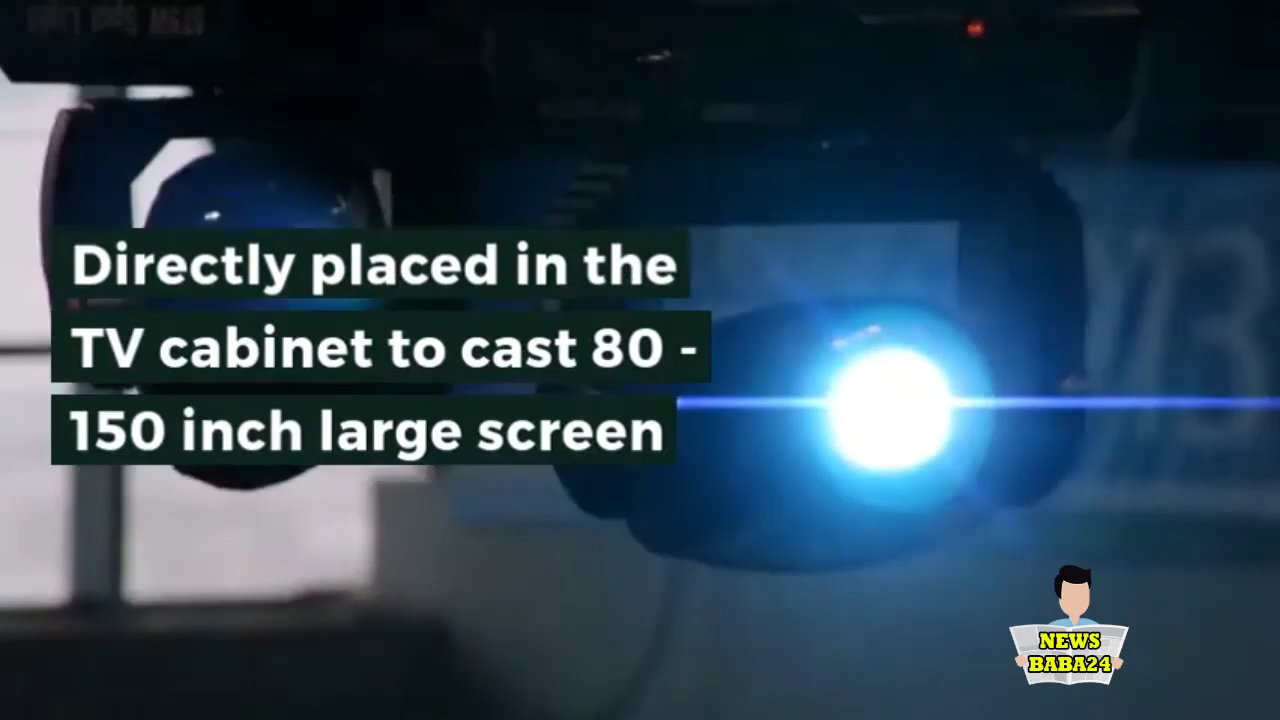 Directly placed in the
TV cabinet to cast 80 -
150 inch large screen
NEWS
BABA24